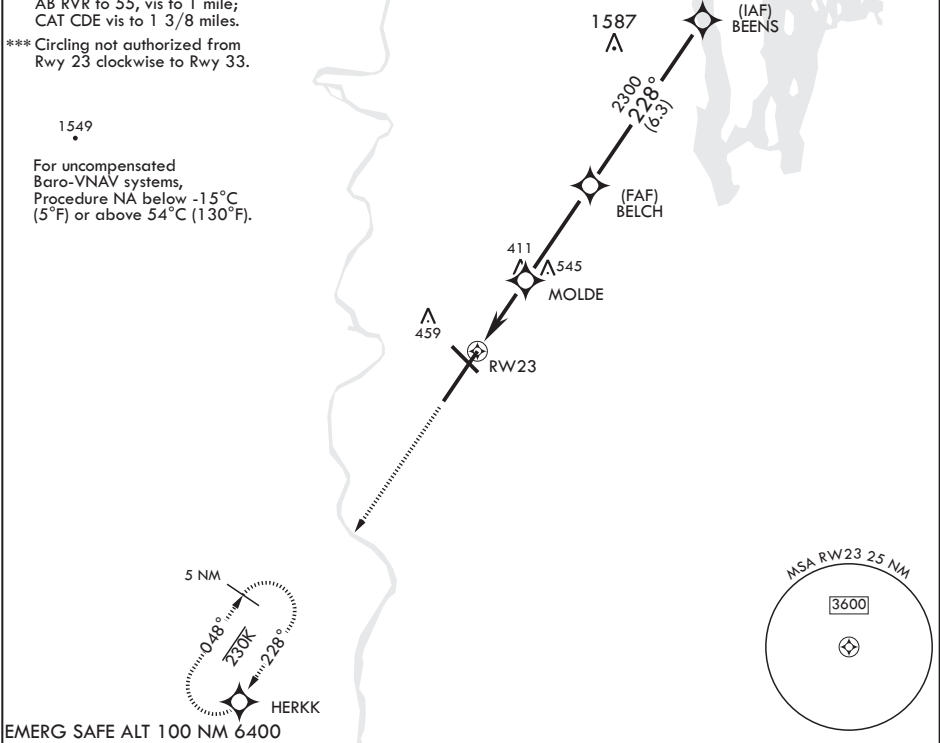 AB RVR to 55, vis to 1 mile;
CAT CDE vis to 1 3/8 miles.
*** Circling not authorized from
Rwy 23 clockwise to Rwy 33.
1587
(IAF)
BEENS
2300
228°
(6.3)
1549
For uncompensated
Baro-VNAV systems,
Procedure NA below -15°C
(5°F) or above 54°C (130°F).
(FAF)
BELCH
411
545
MOLDE
459
RW23
5 NM
048°
230K
228°
HERKK
MSA RW23 25 NM
3600
EMERG SAFE ALT 100 NM 6400